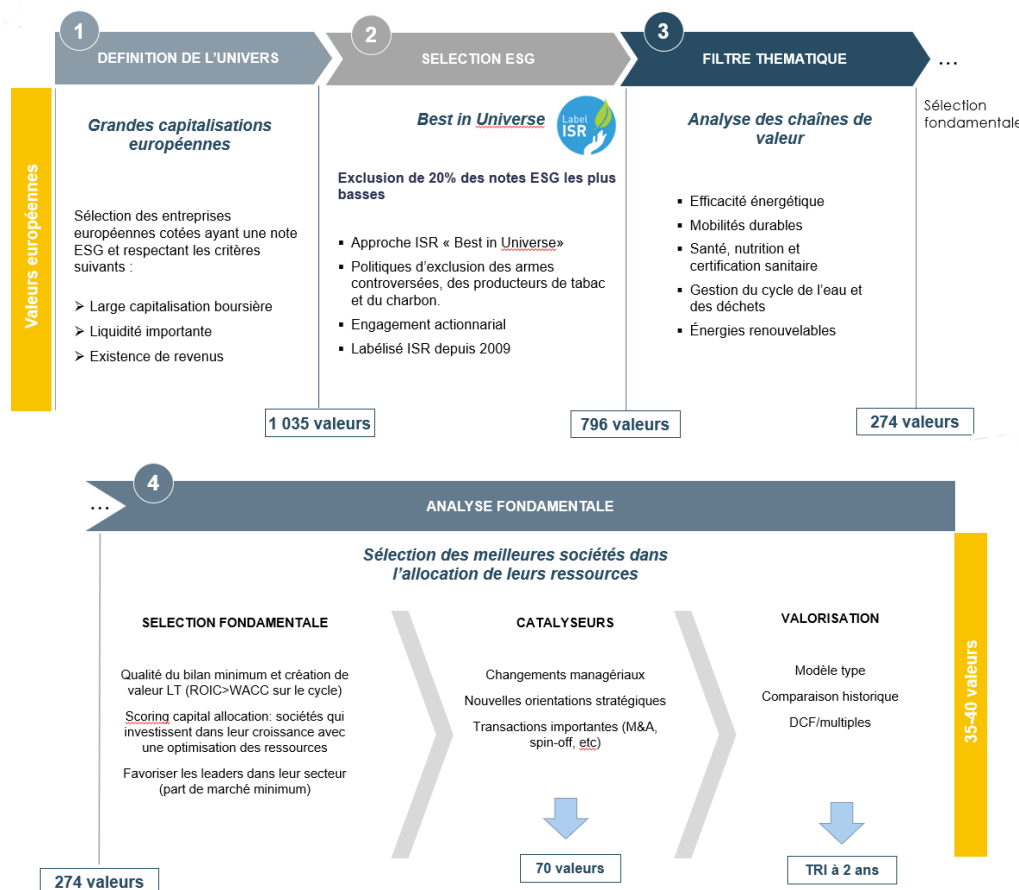 1
DEFINITION DE L'UNIVERS
2
SELECTION ESG
3
FILTRE THEMATIQUE
...
Valeurs européennes
Grandes capitalisations
européennes
Sélection des entreprises
européennes cotées ayant une note
ESG et respectant les critères
suivants :
➢ Large capitalisation boursière
➢ Liquidité importante
➢ Existence de revenus
1 035 valeurs
Best in Universe
Label
ISR
Exclusion de 20% des notes ESG les plus
basses
▪ Approche ISR « Best in Universe»
▪ Politiques d'exclusion des armes
controversées, des producteurs de tabac
et du charbon.
▪ Engagement actionnarial
▪ Labélisé ISR depuis 2009
796 valeurs
Analyse des chaînes de
valeur
▪ Efficacité énergétique
▪ Mobilités durables
▪ Santé, nutrition et
certification sanitaire
▪ Gestion du cycle de l'eau et
des déchets
▪ Énergies renouvelables
274 valeurs
Sélection
fondamentale
...
4
ANALYSE FONDAMENTALE
Sélection des meilleures sociétés dans
l'allocation de leurs ressources
SELECTION FONDAMENTALE
Qualité du bilan minimum et création de
valeur LT (ROIC>WACC sur le cycle)
Scoring capital allocation: sociétés qui
investissent dans leur croissance avec
une optimisation des ressources
Favoriser les leaders dans leur secteur
(part de marché minimum)
274 valeurs
CATALYSEURS
Changements managériaux
Nouvelles orientations stratégiques
Transactions importantes (M&A,
spin-off, etc)
70 valeurs
VALORISATION
Modèle type
Comparaison historique
DCF/multiples
TRI à 2 ans
35-40 valeurs